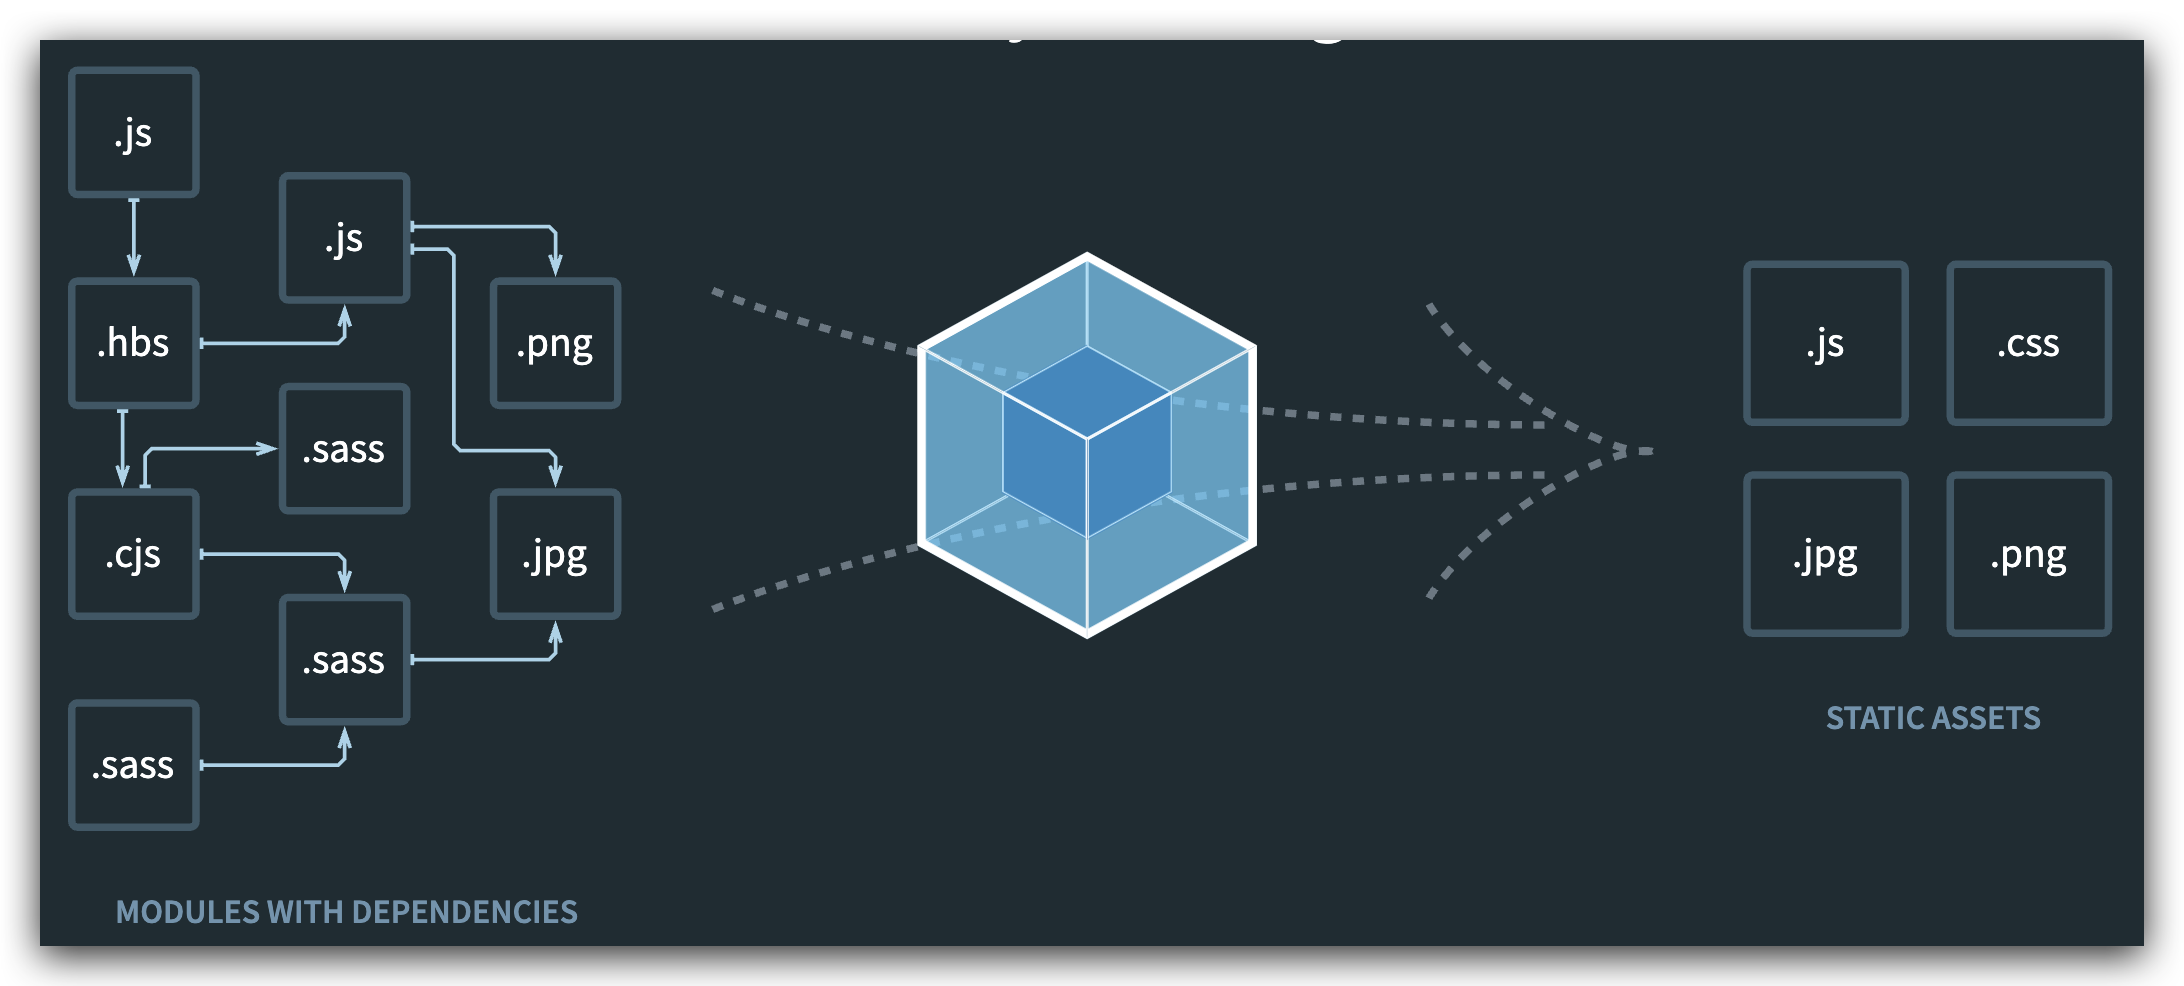 .js
.js
.hbs
.png
.sass
.cjs
.jpg
.sass
.sass
MODULES WITH DEPENDENCIES
.js
.css
.jpg
.png
STATIC ASSETS